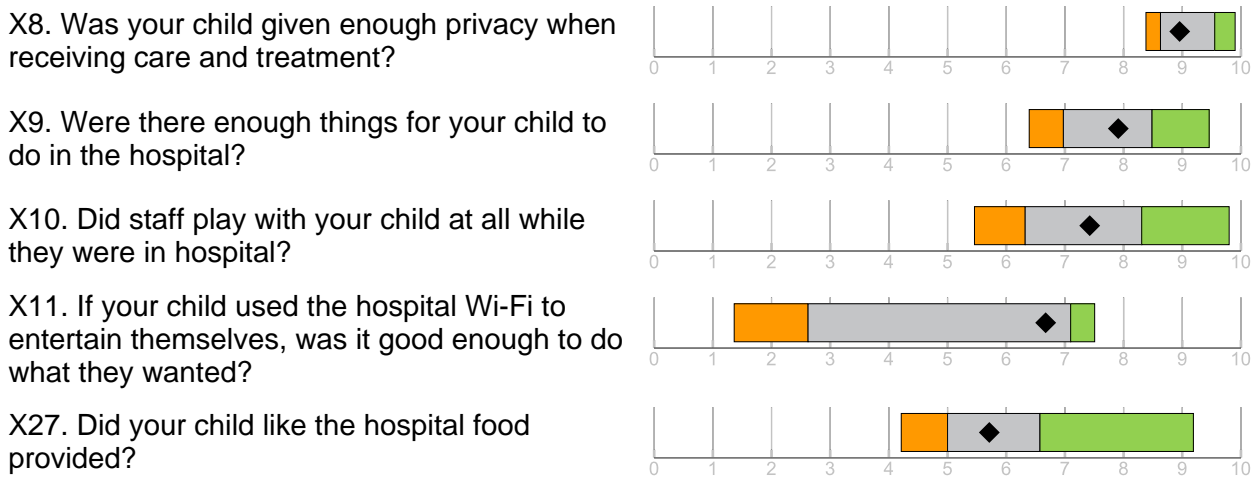 X8. Was your child given enough privacy when
receiving care and treatment?
0 1 2 3 4 5 6 7 8 9 10
X9. Were there enough things for your child to
do in the hospital?
0 1 2 3 4 5 6 7 8 9 10
X10. Did staff play with your child at all while
they were in hospital?
0 1 2 3 4 5 6 7 8 9 10
X11. If your child used the hospital Wi-Fi to
entertain themselves, was it good enough to do
what they wanted?
0 1 2 3 4 5 6 7 8 9 10
X27. Did your child like the hospital food
provided?
0 1 2 3 4 5 6 7 8 9 10